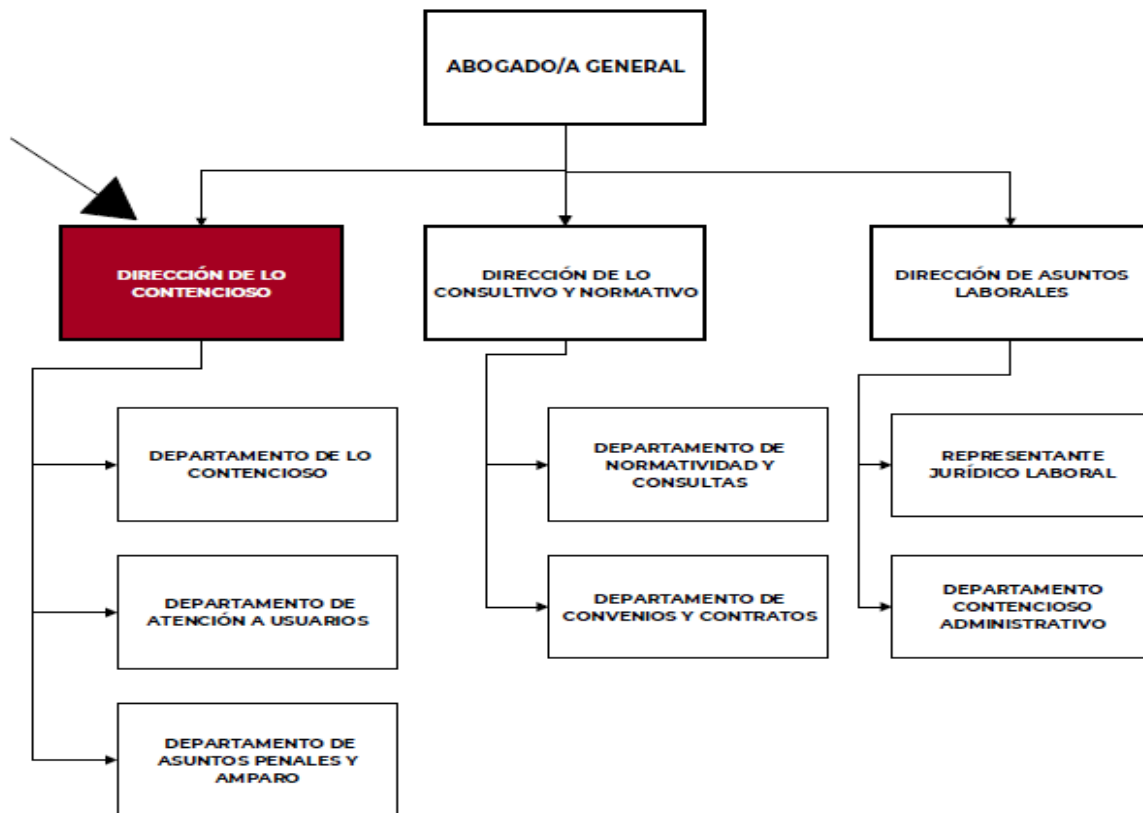 ABOGADO/A GENERAL
DIRECCIÓN DE LO
CONTENCIOSO
DIRECCIÓN DE LO
CONSULTIVO Y NORMATIVO
DIRECCIÓN DE ASUNTOS
LABORALES
DEPARTAMENTO DE LO
CONTENCIOSO
DEPARTAMENTO DE
NORMATIVIDAD Y
CONSULTAS
REPRESENTANTE
JURÍDICO LABORAL
DEPARTAMENTO DE
ATENCIÓN A USUARIOS
DEPARTAMENTO DE
CONVENIOS Y CONTRATOS
DEPARTAMENTO
CONTENCIOSO
ADMINISTRATIVO
DEPARTAMENTO DE
ASUNTOS PENALES Y
AMPARO